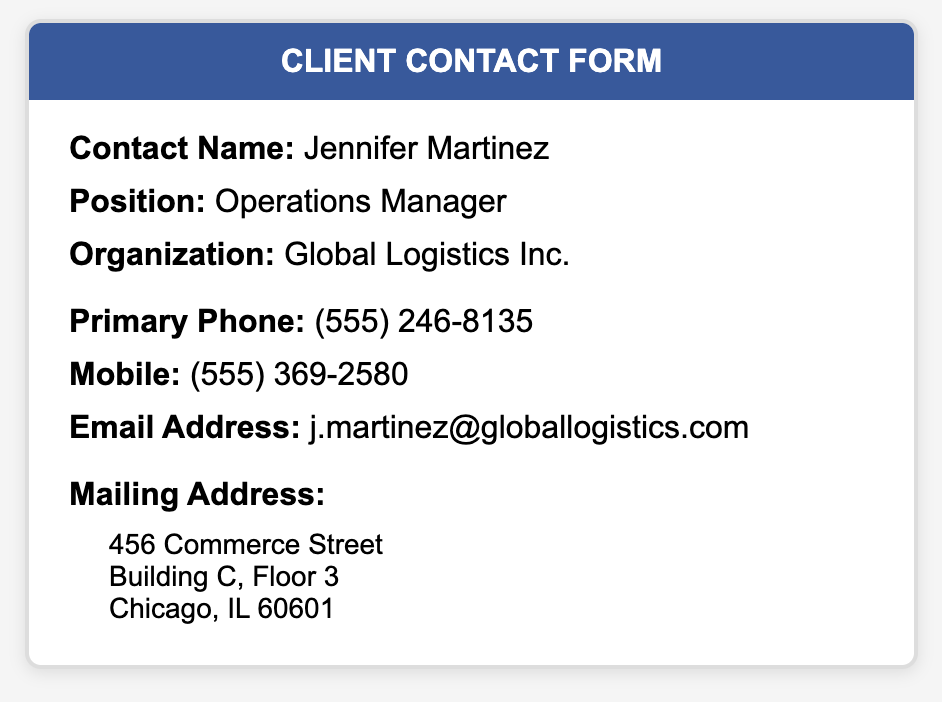 CLIENT CONTACT FORM
Contact Name: Jennifer Martinez
Position: Operations Manager
Organization: Global Logistics Inc.
Primary Phone: (555) 246-8135
Mobile: (555) 369-2580
Email Address: j.martinez@globallogistics.com
Mailing Address:
456 Commerce Street
Building C, Floor 3
Chicago, IL 60601